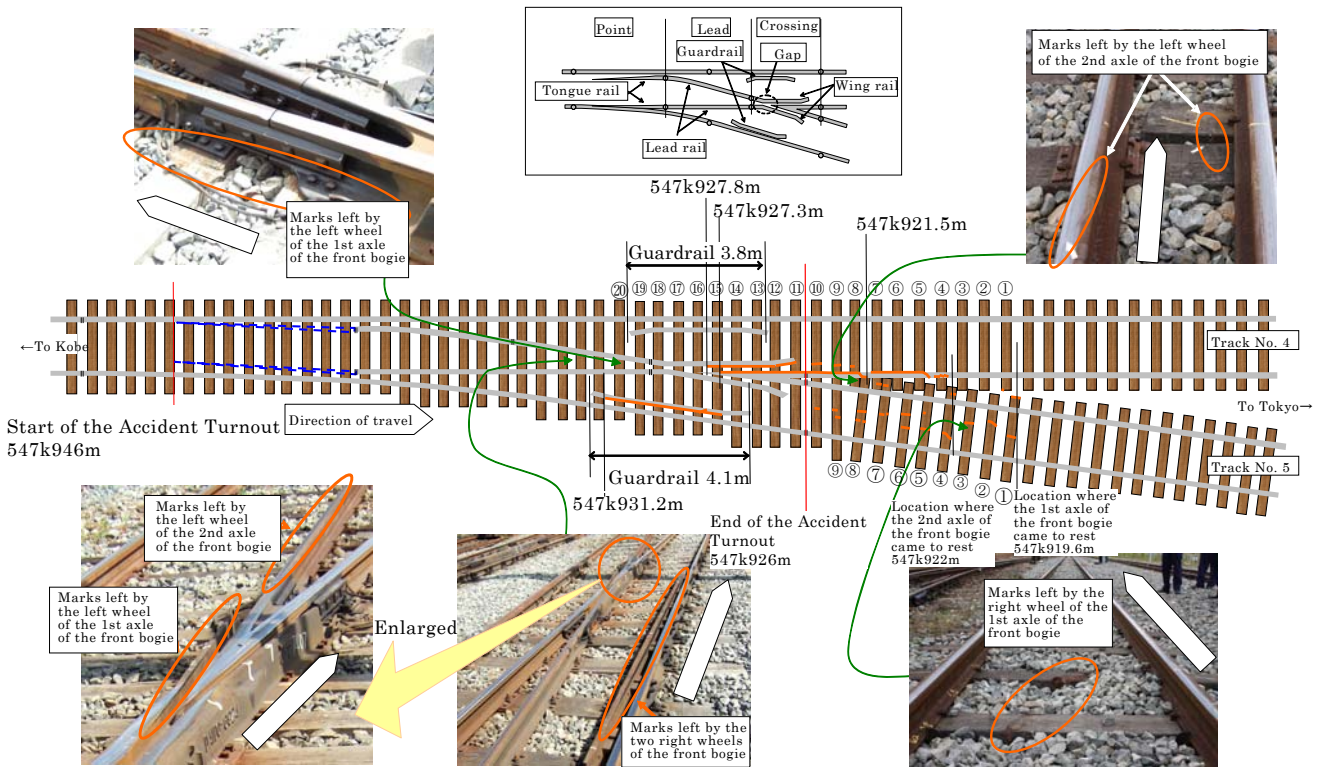 Point
Lead
Crossing
Guardrail
Gap
Tongue rail
Wing rail
Lead rail
Marks left by the left wheel
of the 2nd axle of the front bogie
Marks left by
the left wheel
of the 1st axle
of the front bogie
547k927.8m
547k927.3m
547k921.5m
Guardrail 3.8m
⑳ ⑲ ⑱ ⑰ ⑯ ⑮ ⑭ ⑬ ⑫ ⑪ ⑩ ⑨ ⑧ ⑦ ⑥ ⑤ ④ ③ ② ①
←To Kobe
Track No. 4
To Tokyo→
Direction of travel
Start of the Accident Turnout
547k946m
Track No. 5
⑨ ⑧ ⑦ ⑥ ⑤ ④ ③ ② ①
Guardrail 4.1m
547k931.2m
End of the Accident
Turnout
547k926m
Location where
the 2nd axle of
the front bogie
came to rest
547k922m
Location where
the 1st axle of
the front bogie
came to rest
547k919.6m
Marks left by
the left wheel
of the 2nd axle
of the front bogie
Marks left by
the left wheel
of the 1st axle
of the front bogie
Enlarged
Marks left by the
two right wheels
of the front bogie
Marks left by the
right wheel of the
1st axle of the
front bogie